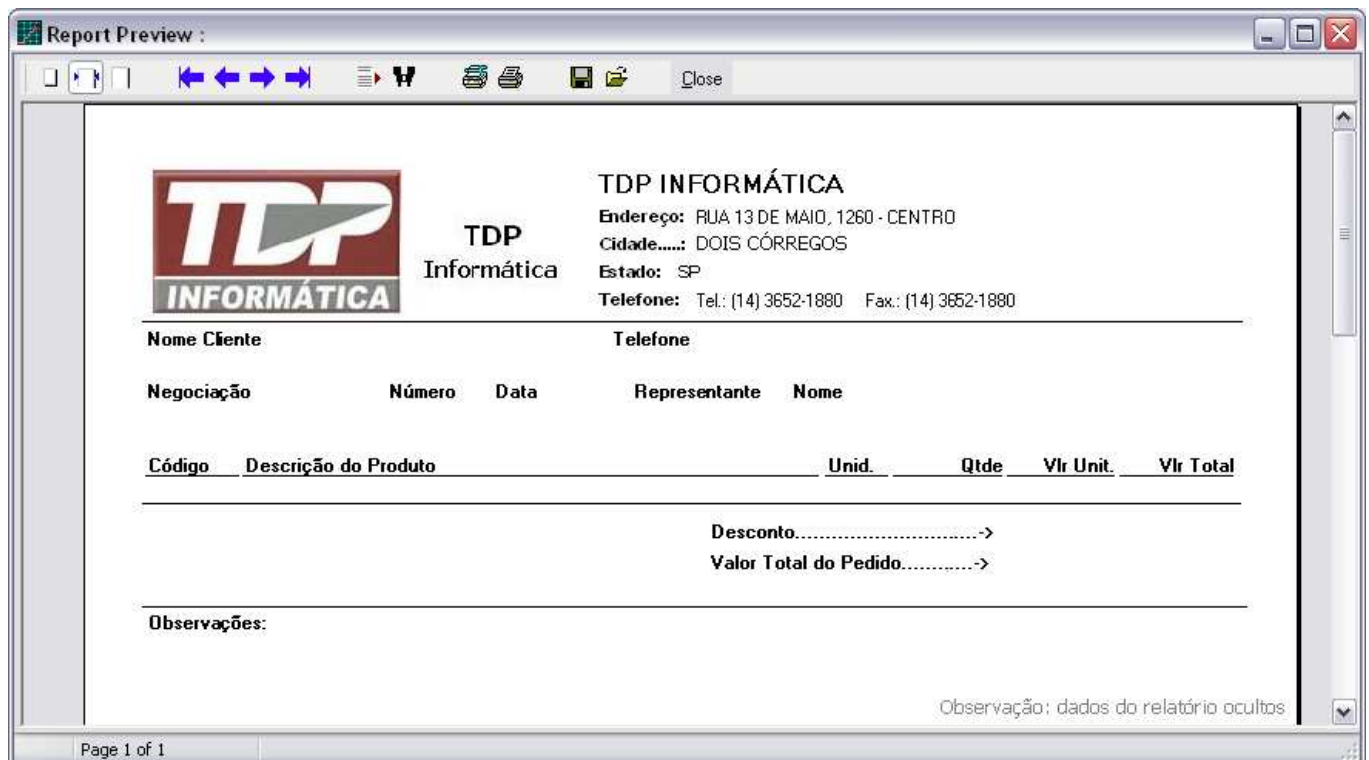 Report Preview :
Close
TDP
INFORMÁTICA
TDP
Informática
TDP INFORMÁTICA
Endereço: RUA 13 DE MAIO, 1260 - CENTRO
Cidade.....: DOIS CÓRREGOS
Estado: SP
Telefone: Tel.: (14) 3652-1880 Fax.: (14) 3652-1880
Nome Cliente Telefone
Negociação Número Data Representante Nome
Código Descrição do Produto Unid. Qtde Vlr Unit. Vlr Total
Desconto..............................->
Valor Total do Pedido............->
Observações:
Observação: dados do relatório ocultos
Page 1 of 1